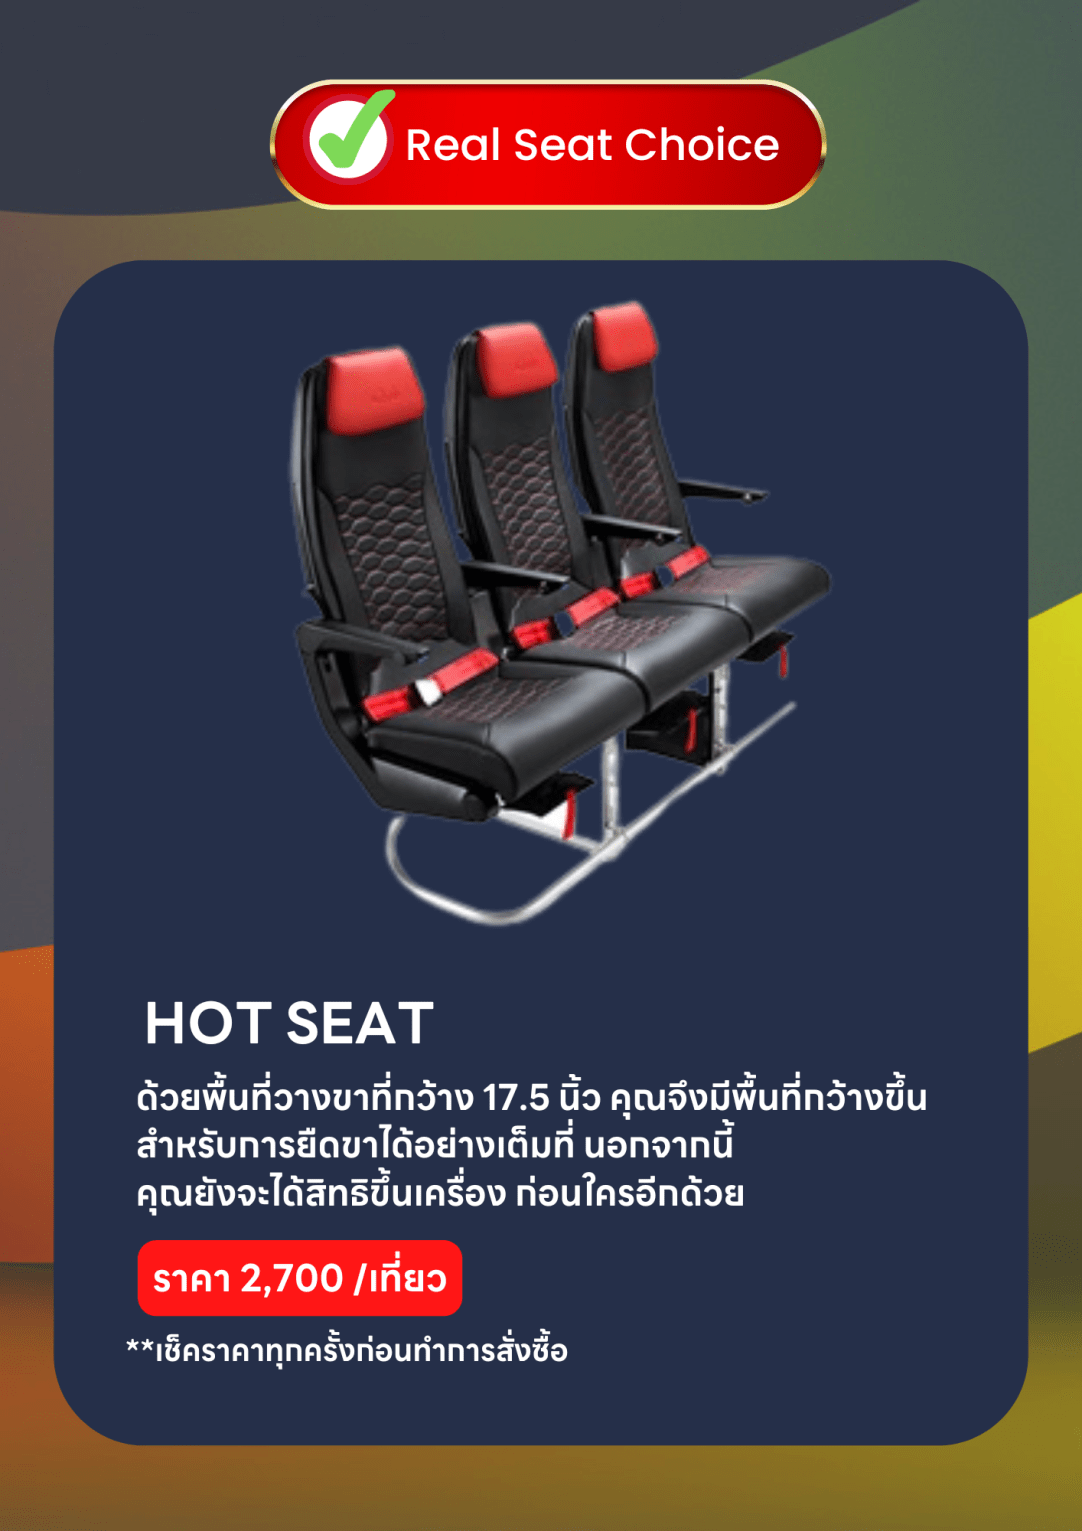 Real Seat Choice
HOT SEAT
ด้วยพื้นที่วางขาที่กว้าง 17.5 นิ้ว คุณจึงมีพื้นที่กว้างขึ้น
สำหรับการยืดขาได้อย่างเต็มที่ นอกจากนี้
คุณยังจะได้สิทธิขึ้นเครื่อง ก่อนใครอีกด้วย
ราคา 2,700 /เที่ยว
**เช็คราคาทุกครั้งก่อนทำการสั่งซื้อ